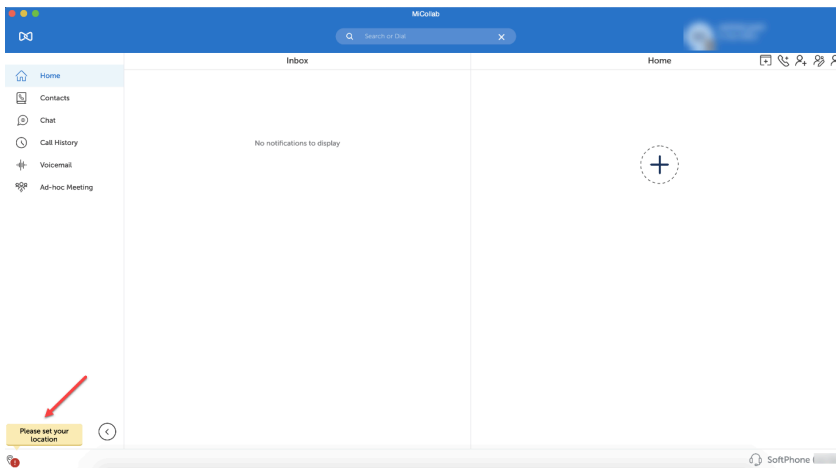 MiCollab
Search or Dial
Inbox
Home
Home
Contacts
Chat
Call History
Voicemail
Ad-hoc Meeting
No notifications to display
Please set your
location
SoftPhone